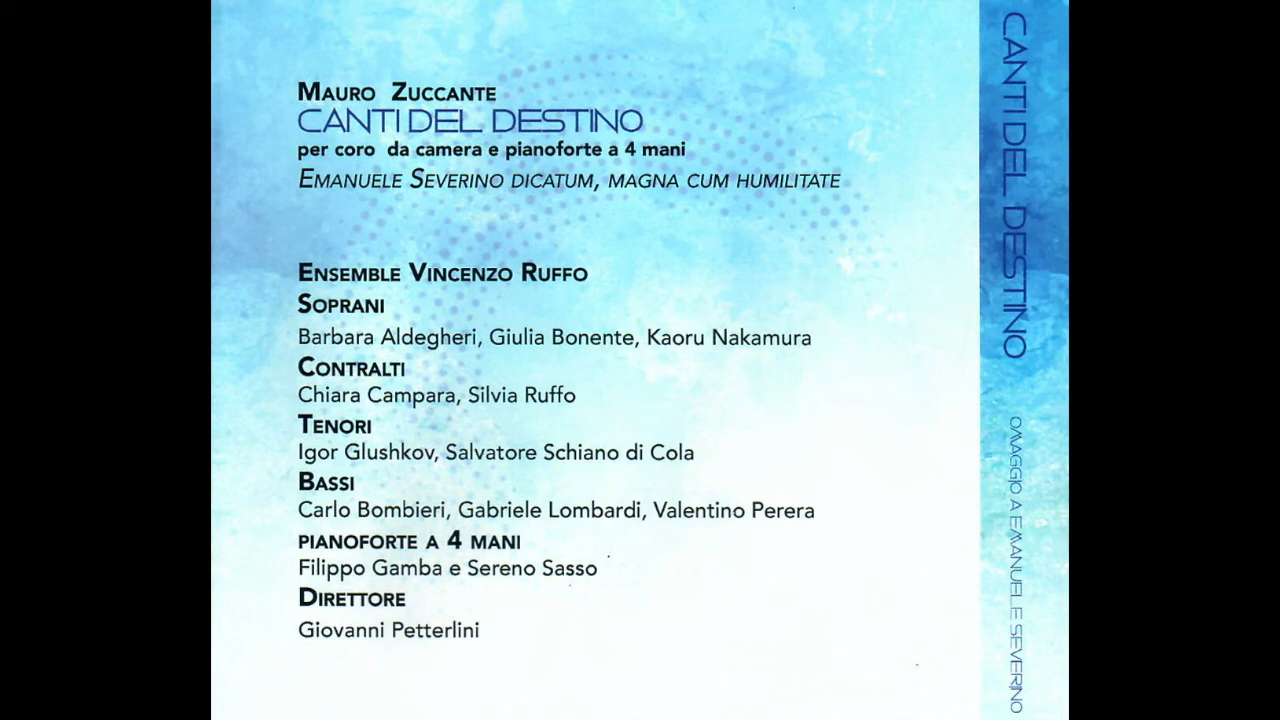 MAURO ZUCCANTE
CANTI DEL DESTINO
per coro da camera e pianoforte a 4 mani
EMANUELE SEVERINO DICATUM, MAGNA CUM HUMILITATE
ENSEMBLE VINCENZO RUFFO
SOPRANI
Barbara Aldegheri, Giulia Bonente, Kaoru Nakamura
CONTRALTI
Chiara Campara, Silvia Ruffo
TENORI
Igor Glushkov, Salvatore Schiano di Cola
BASSI
Carlo Bombieri, Gabriele Lombardi, Valentino Perera
PIANOFORTE A 4 MANI
Filippo Gamba e Sereno Sasso
DIRETTORE
Giovanni Petterlini
CANTI DEL DESTINO
OMAGGIO A EMANUELE SEVERINO